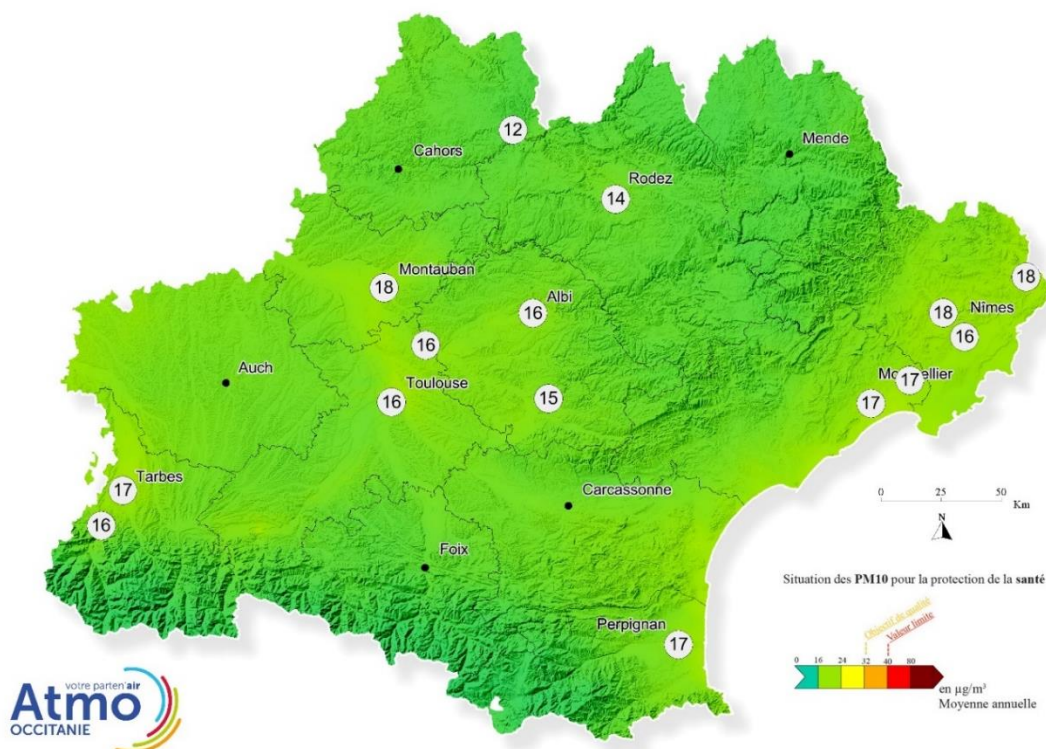 12
Cahors
Mende
Rodez
14
Montauban
18
Albi
16
18
18
Nîmes
16
16
Auch
Toulouse
16
15
17
17
Tarbes
17
16
Carcassonne
Foix
Perpignan
17
0 25 50
Km
N
Situation des PM10 pour la protection de la santé
Objectif de qualité
Valeur limite
0 16 24 32 40 80
en µg/m³
Moyenne annuelle
votre parten'air
Atmo
OCCITANIE